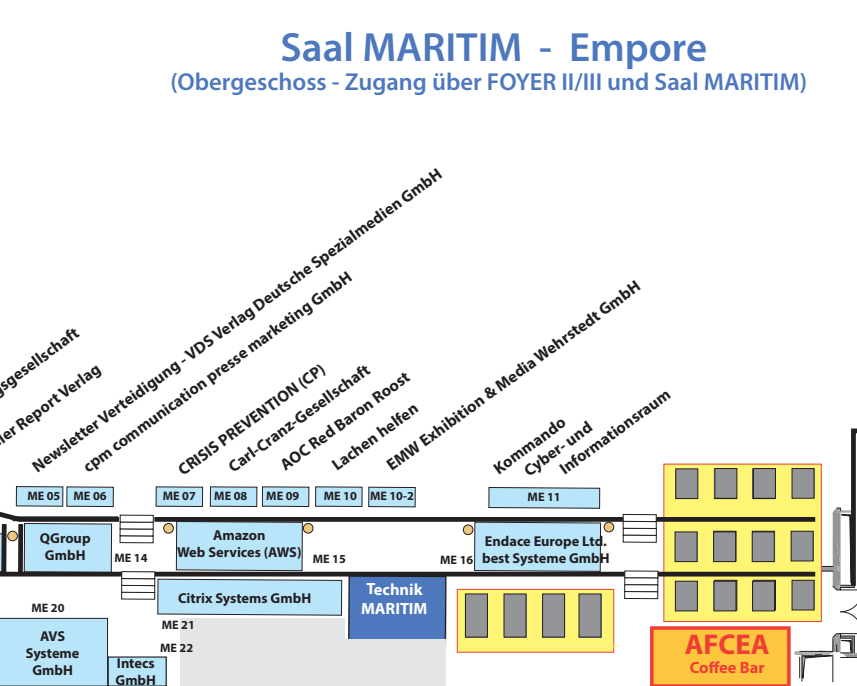 Saal MARITIM - Empore
(Obergeschoss - Zugang über FOYER II/III und Saal MARITIM)
Report Verlag
Newsletter Verteidigung - VDS Verlag Deutsche Spezialmedien GmbH
cpm communication presse marketing GmbH
CRISIS PREVENTION (CP)
Carl-Cranz-Gesellschaft
AOC Red Baron Roost
Lachen helfen
EMW Exhibition & Media Wehrstedt GmbH
Kommando
Cyber- und
Informationsraum
ME 05
ME 06
ME 07
ME 08
ME 09
ME 10
ME 10-2
ME 11
QGroup
GmbH
ME 14
Amazon
Web Services (AWS)
ME 15
ME 16
Endace Europe Ltd.
best Systeme GmbH
Citrix Systems GmbH
Technik
MARITIM
ME 20
ME 21
ME 22
AVS
Systeme
GmbH
Intecs
GmbH
AFCEA
Coffee Bar